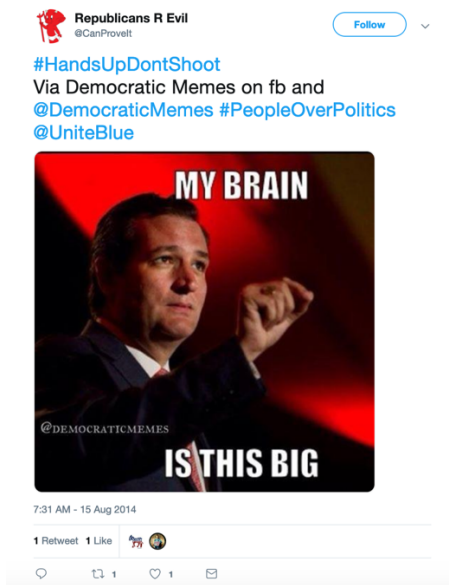 Republicans R Evil
@CanProveIt
Follow
#HandsUpDontShoot
Via Democratic Memes on fb and
@DemocraticMemes #PeopleOverPolitics
@UniteBlue
MY BRAIN
@DEMOCRATICMEMES
IS THIS BIG
7:31 AM - 15 Aug 2014
1 Retweet 1 Like
1 1